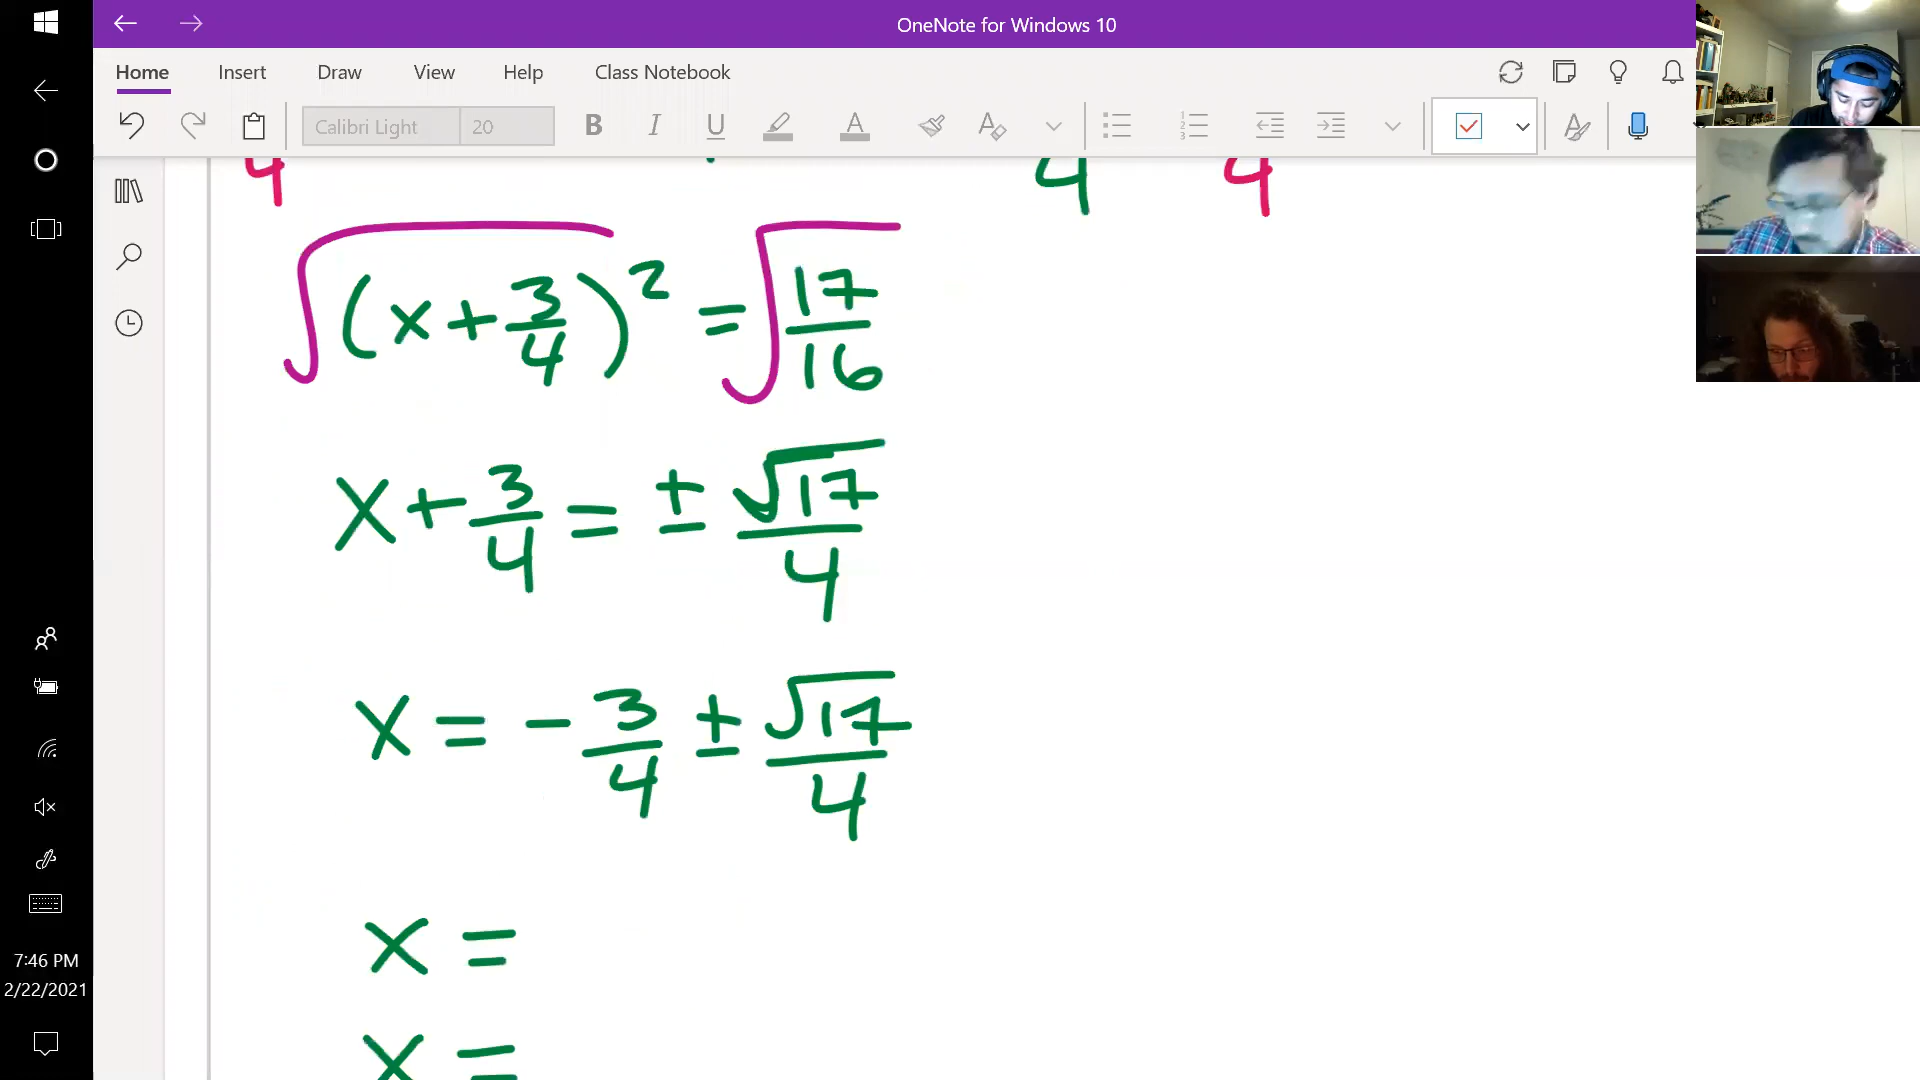 OneNote for Windows 10
Home Insert Draw View Help Class Notebook
Calibri Light 20 B I U
4 4 4
√(x + 3/4)² = √17/16
x + 3/4 = ± √17/4
x = - 3/4 ± √17/4
x =
x =
7:46 PM
2/22/2021